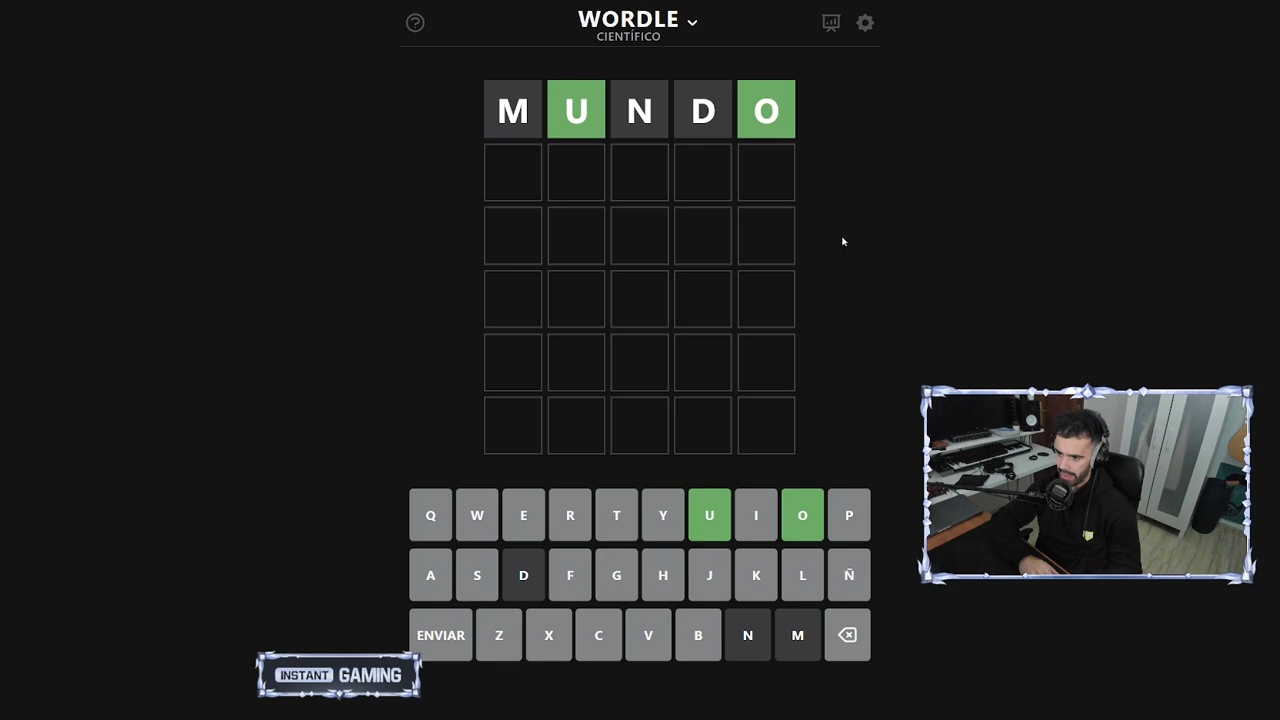 WORDLE
CIENTÍFICO
M U N D O
Q W E R T Y U I O P
A S D F G H J K L Ñ
ENVIAR Z X C V B N M
INSTANT GAMING